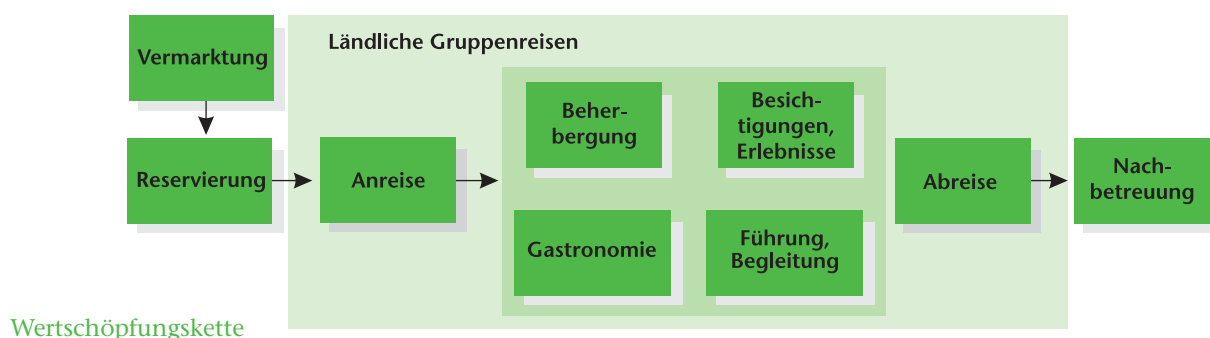 Vermarktung
Ländliche Gruppenreisen
Reservierung
Anreise
Beher-
bergung
Besich-
tigungen,
Erlebnisse
Gastronomie
Führung,
Begleitung
Abreise
Nach-
betreuung
Wertschöpfungskette